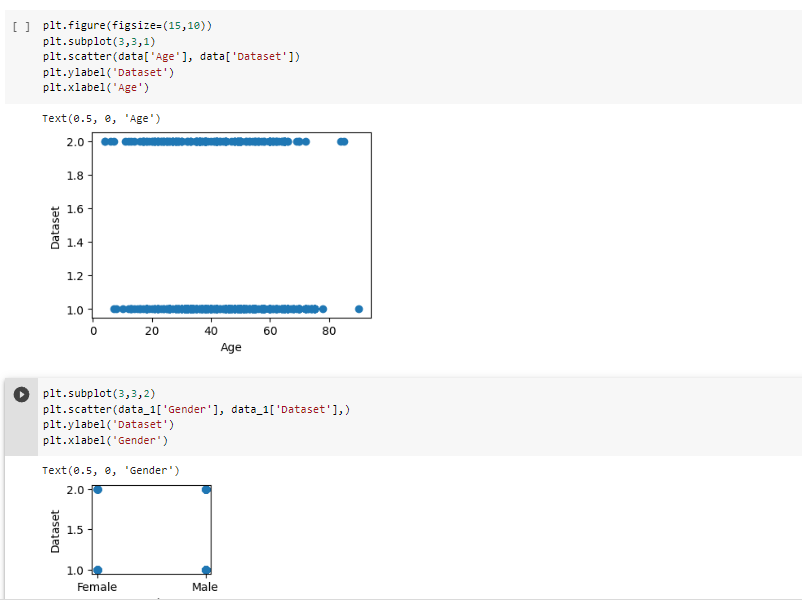 [ ] plt.figure(figsize=(15,10))
plt.subplot(3,3,1)
plt.scatter(data['Age'], data['Dataset'])
plt.ylabel('Dataset')
plt.xlabel('Age')
Text(0.5, 0, 'Age')
2.0
1.8
1.6
1.4
1.2
1.0
Dataset
0 20 40 60 80
Age
plt.subplot(3,3,2)
plt.scatter(data_1['Gender'], data_1['Dataset'],)
plt.ylabel('Dataset')
plt.xlabel('Gender')
Text(0.5, 0, 'Gender')
2.0
1.5
1.0
Dataset
Female Male